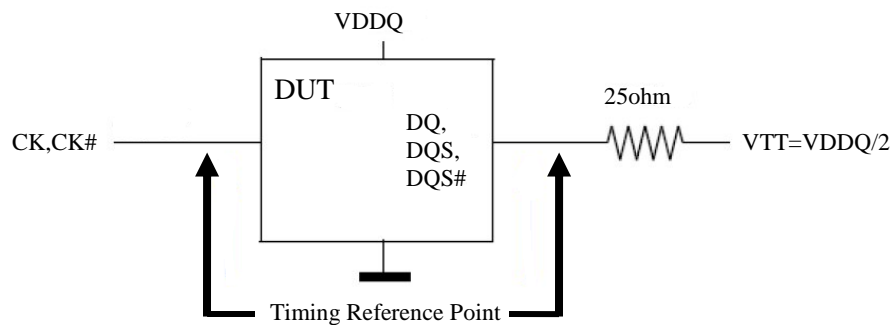 VDDQ
DUT
25ohm
CK,CK#
DQ,
DQS,
DQS#
VTT=VDDQ/2
Timing Reference Point